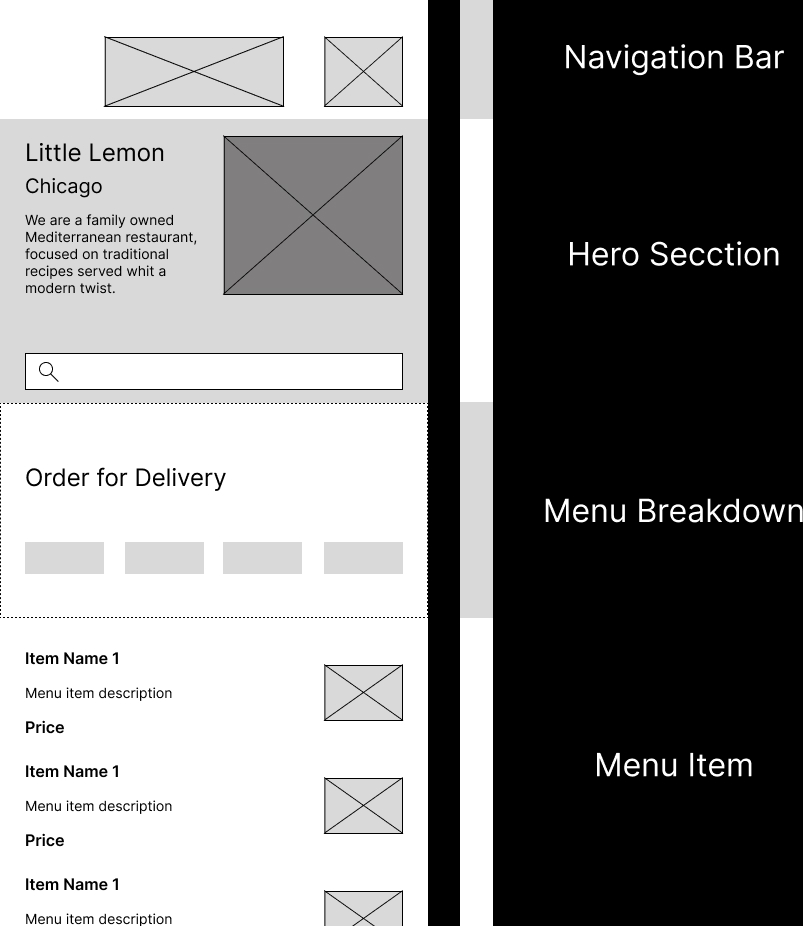 Navigation Bar
Little Lemon
Chicago
We are a family owned
Mediterranean restaurant,
focused on traditional
recipes served whit a
modern twist.
Hero Secction
Order for Delivery
Menu Breakdown
Item Name 1
Menu item description
Price
Item Name 1
Menu item description
Price
Menu Item
Item Name 1
Menu item description